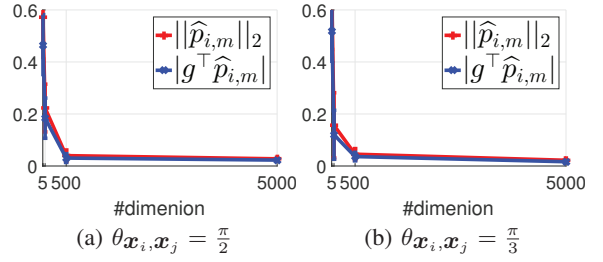 0.6
0.4
0.2
0
||p̂_{i,m}||_2
|g^⊤ p̂_{i,m}|
5 500 5000
#dimenion
(a) θ_{x_i,x_j} = π/2
0.6
0.4
0.2
0
||p̂_{i,m}||_2
|g^⊤ p̂_{i,m}|
5 500 5000
#dimenion
(b) θ_{x_i,x_j} = π/3